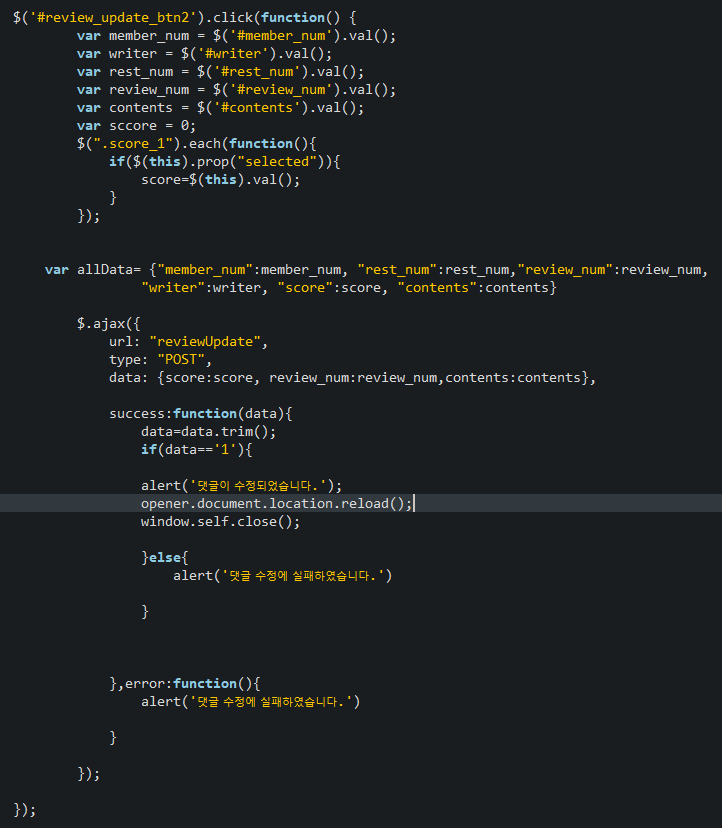 $('#review_update_btn2').click(function() {
var member_num = $('#member_num').val();
var writer = $('#writer').val();
var rest_num = $('#rest_num').val();
var review_num = $('#review_num').val();
var contents = $('#contents').val();
var sccore = 0;
$(".score_1").each(function(){
if($(this).prop("selected")){
score=$(this).val();
}
});
var allData= {"member_num":member_num, "rest_num":rest_num,"review_num":review_num,
"writer":writer, "score":score, "contents":contents}
$.ajax({
url: "reviewUpdate",
type: "POST",
data: {score:score, review_num:review_num,contents:contents},
success:function(data){
data=data.trim();
if(data=='1'){
alert('댓글이 수정되었습니다.');
opener.document.location.reload();
window.self.close();
}else{
alert('댓글 수정에 실패하였습니다.')
}
},error:function(){
alert('댓글 수정에 실패하였습니다.')
}
});
});